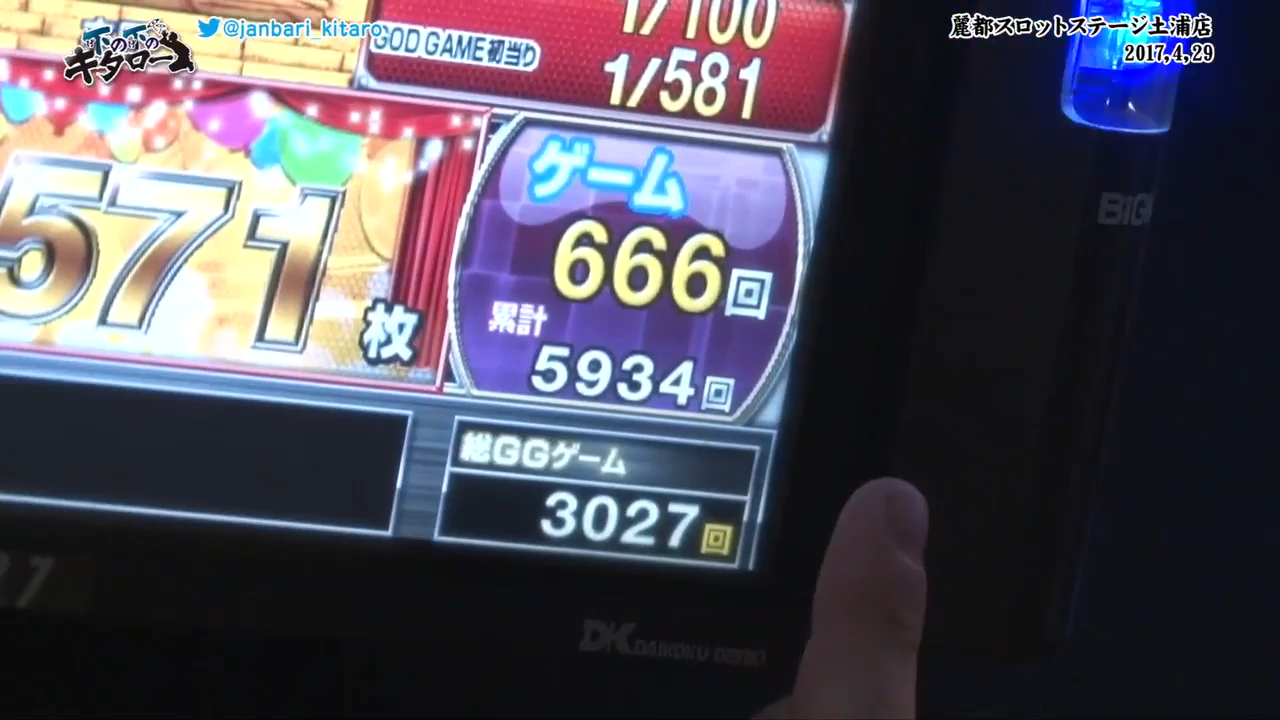 @janbari_kitaro
下の下の
キタロー
麗都スロットステージ土浦店
2017,4,29
1/100
GOD GAME初当り
1/581
571枚
ゲーム
666回
累計
5934回
総GGゲーム
3027回
DK DAIKOKU DENKI